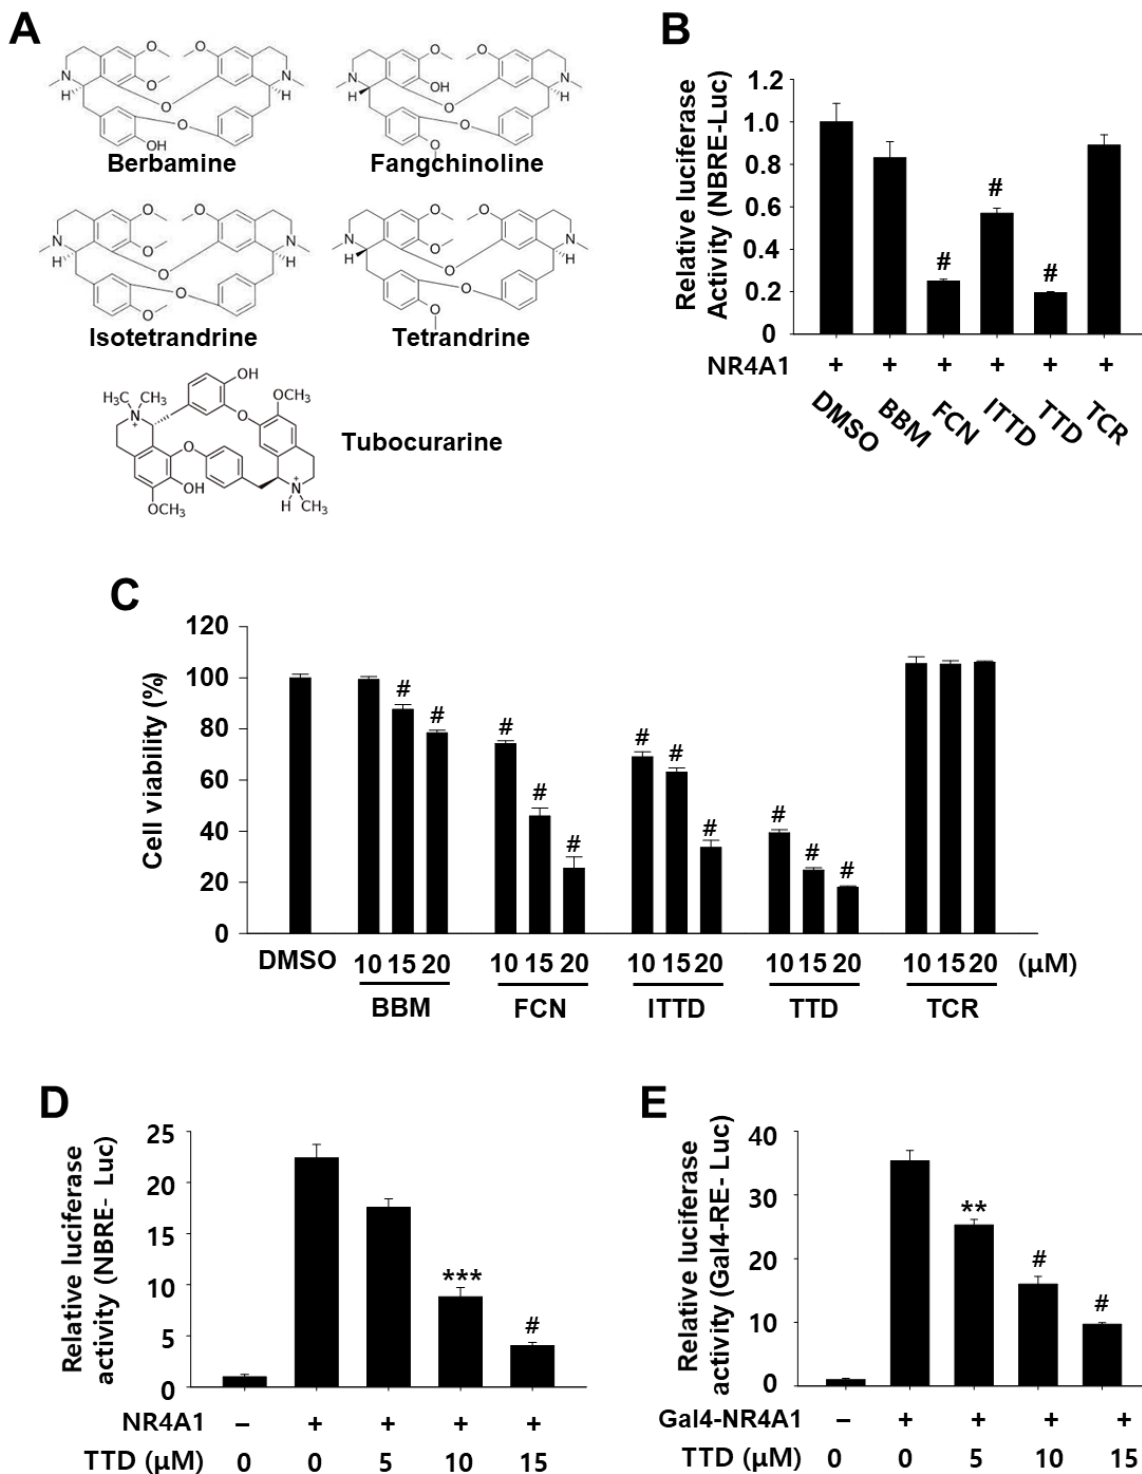 A
O
O
N
N
O
H
H
O
O
OH
Berbamine
O
O
N
OH
N
H
H
O
O
O
Fangchinoline
O
O
N
N
O
H
H
O
O
O
Isotetrandrine
O
O
N
N
O
H
H
O
O
O
Tetrandrine
OH
H₃C
CH₃
N
+
OCH₃
O
O
OH
OCH₃
N
+
H
CH₃
Tubocurarine
B
Relative luciferase
Activity (NBRE-Luc)
1.2
1.0
0.8
0.6
0.4
0.2
0
# # #
NR4A1 + + + + + +
DMSO BBM FCN ITTD TTD TCR
C
Cell viability (%)
120
100
80
60
40
20
0
# # # # # # # # # # #
DMSO 10 15 20 10 15 20 10 15 20 10 15 20 10 15 20 (μM)
BBM FCN ITTD TTD TCR
D
Relative luciferase
activity (NBRE- Luc)
25
20
15
10
5
0
*** #
NR4A1 – + + + +
TTD (μM) 0 0 5 10 15
E
Relative luciferase
activity (Gal4-RE- Luc)
40
30
20
10
0
** # #
Gal4-NR4A1 – + + + +
TTD (μM) 0 0 5 10 15